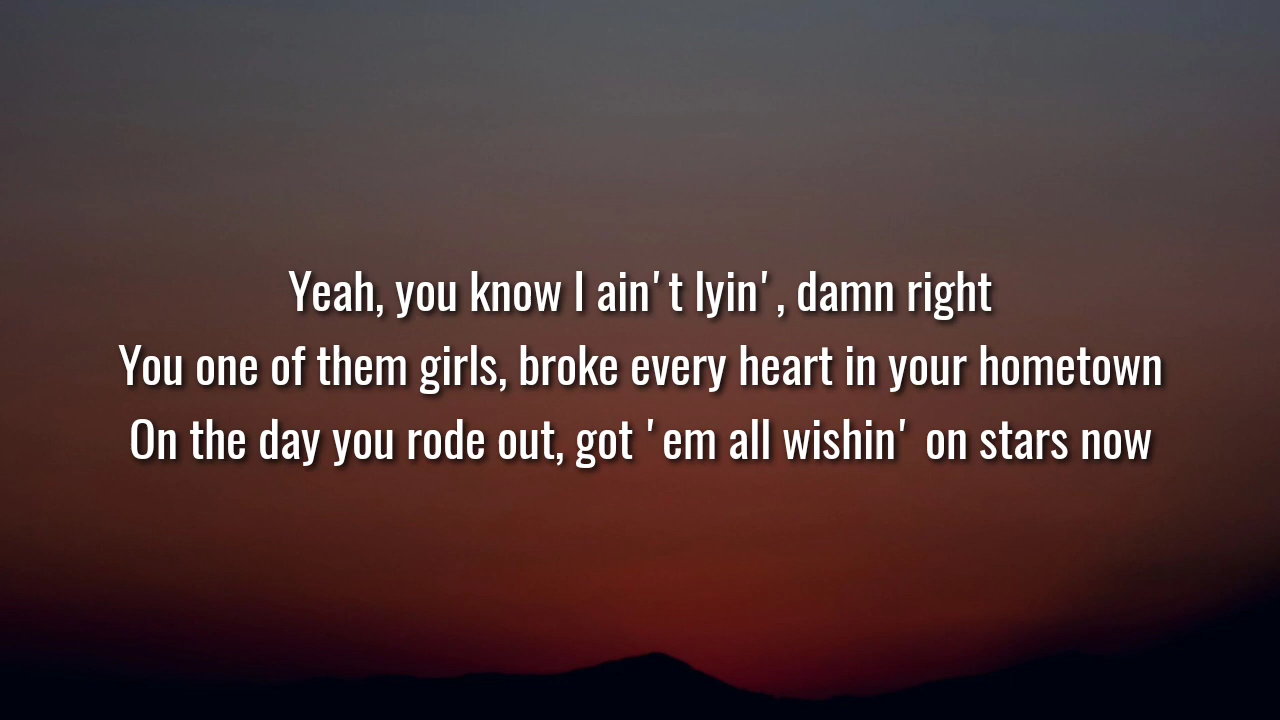 Yeah, you know I ain't lyin', damn right
You one of them girls, broke every heart in your hometown
On the day you rode out, got 'em all wishin' on stars now